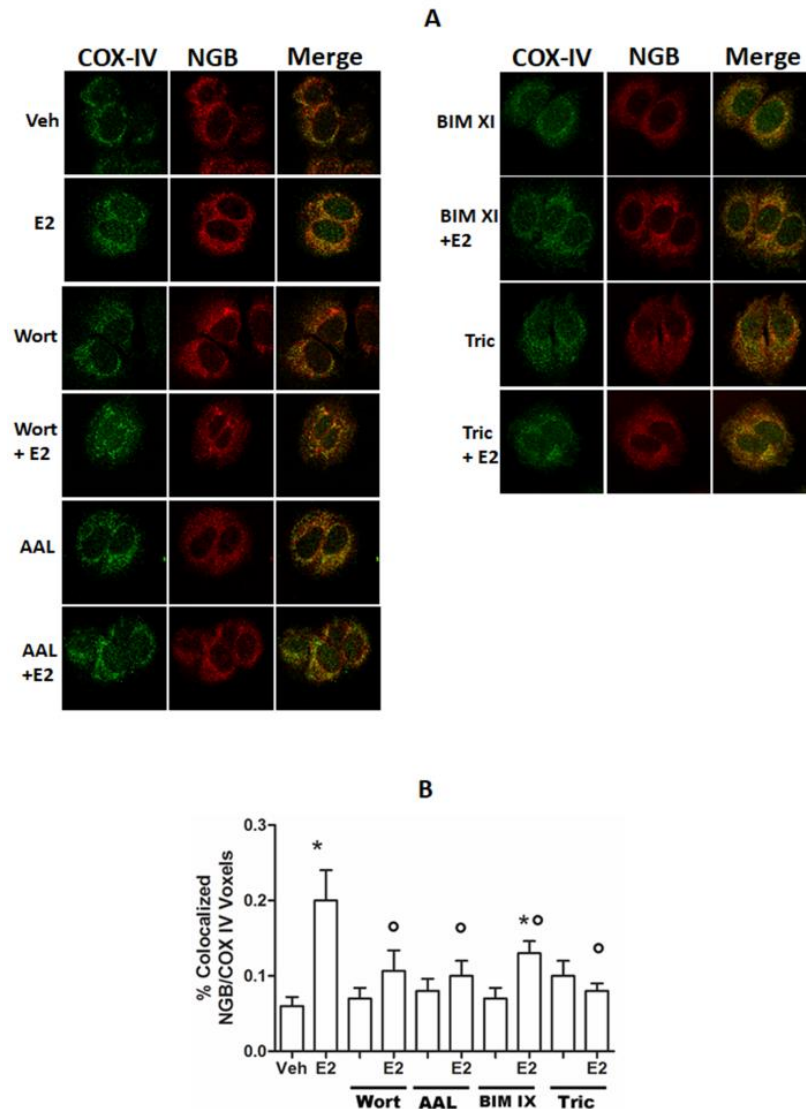 A
COX-IV NGB Merge
Veh
E2
Wort
Wort
+ E2
AAL
AAL
+E2
COX-IV NGB Merge
BIM XI
BIM XI
+E2
Tric
Tric
+ E2
B
% Colocalized
NGB/COX IV Voxels
0.3
0.2
0.1
0.0
*
*
Veh E2 E2 E2 E2 E2
Wort AAL BIM IX Tric